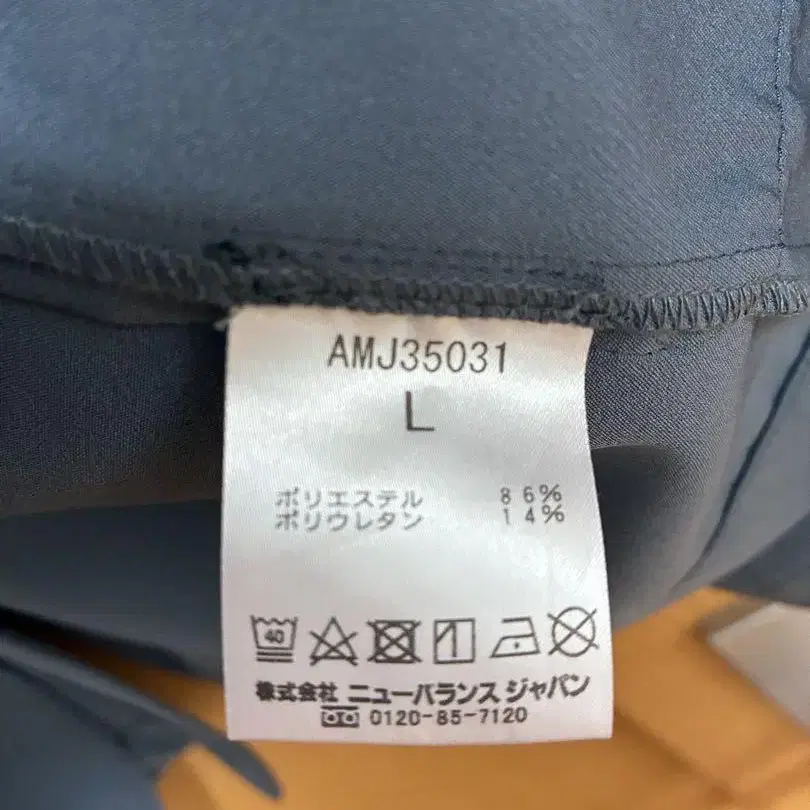 AMJ35031
L
ポリエステル 86%
ポリウレタン 14%
40
株式会社 ニューバランス ジャパン
0120-85-7120